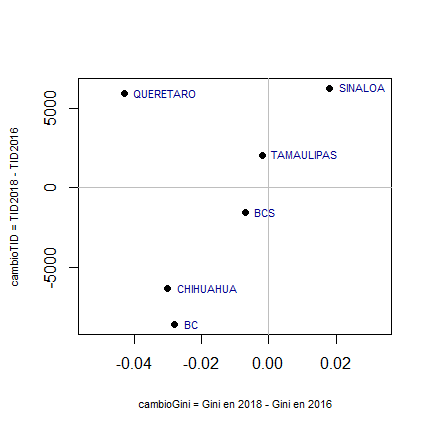 SINALOA
QUERETARO
TAMAULIPAS
BCS
CHIHUAHUA
BC
5000
0
-5000
cambioTID = TID2018 - TID2016
-0.04 -0.02 0.00 0.02
cambioGini = Gini en 2018 - Gini en 2016